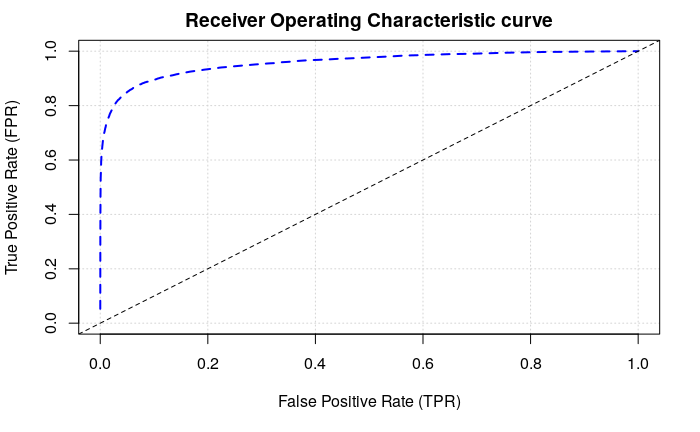 Receiver Operating Characteristic curve
True Positive Rate (FPR)
1.0
0.8
0.6
0.4
0.2
0.0
0.0 0.2 0.4 0.6 0.8 1.0
False Positive Rate (TPR)